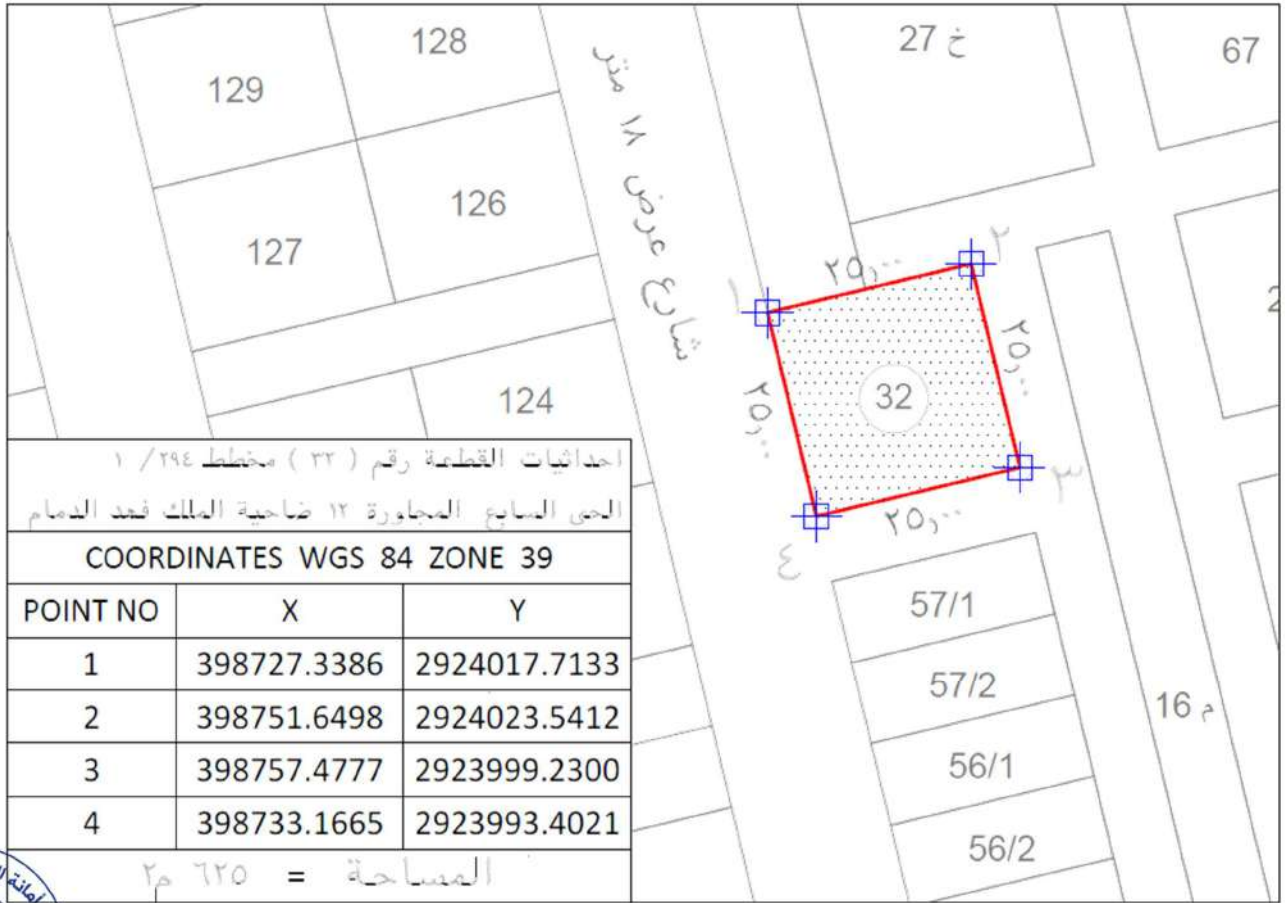 128
27 خ
67
129
شارع عرض ١٨ متر
126
127
١
٢٥,٠٠
٢
٢٥,٠٠
٢٥,٠٠
32
124
٣
٢٥,٠٠
٤
احداثيات القطعة رقم ( ٣٢ ) مخطط ٢٩٤/ ١
الحى السابع المجاورة ١٢ ضاحية الملك فهد الدمام
COORDINATES WGS 84 ZONE 39
POINT NO X Y
1 398727.3386 2924017.7133
2 398751.6498 2924023.5412
3 398757.4777 2923999.2300
4 398733.1665 2923993.4021
المساحة = ٦٢٥ م٢
57/1
57/2
16 م
56/1
56/2
أمانة